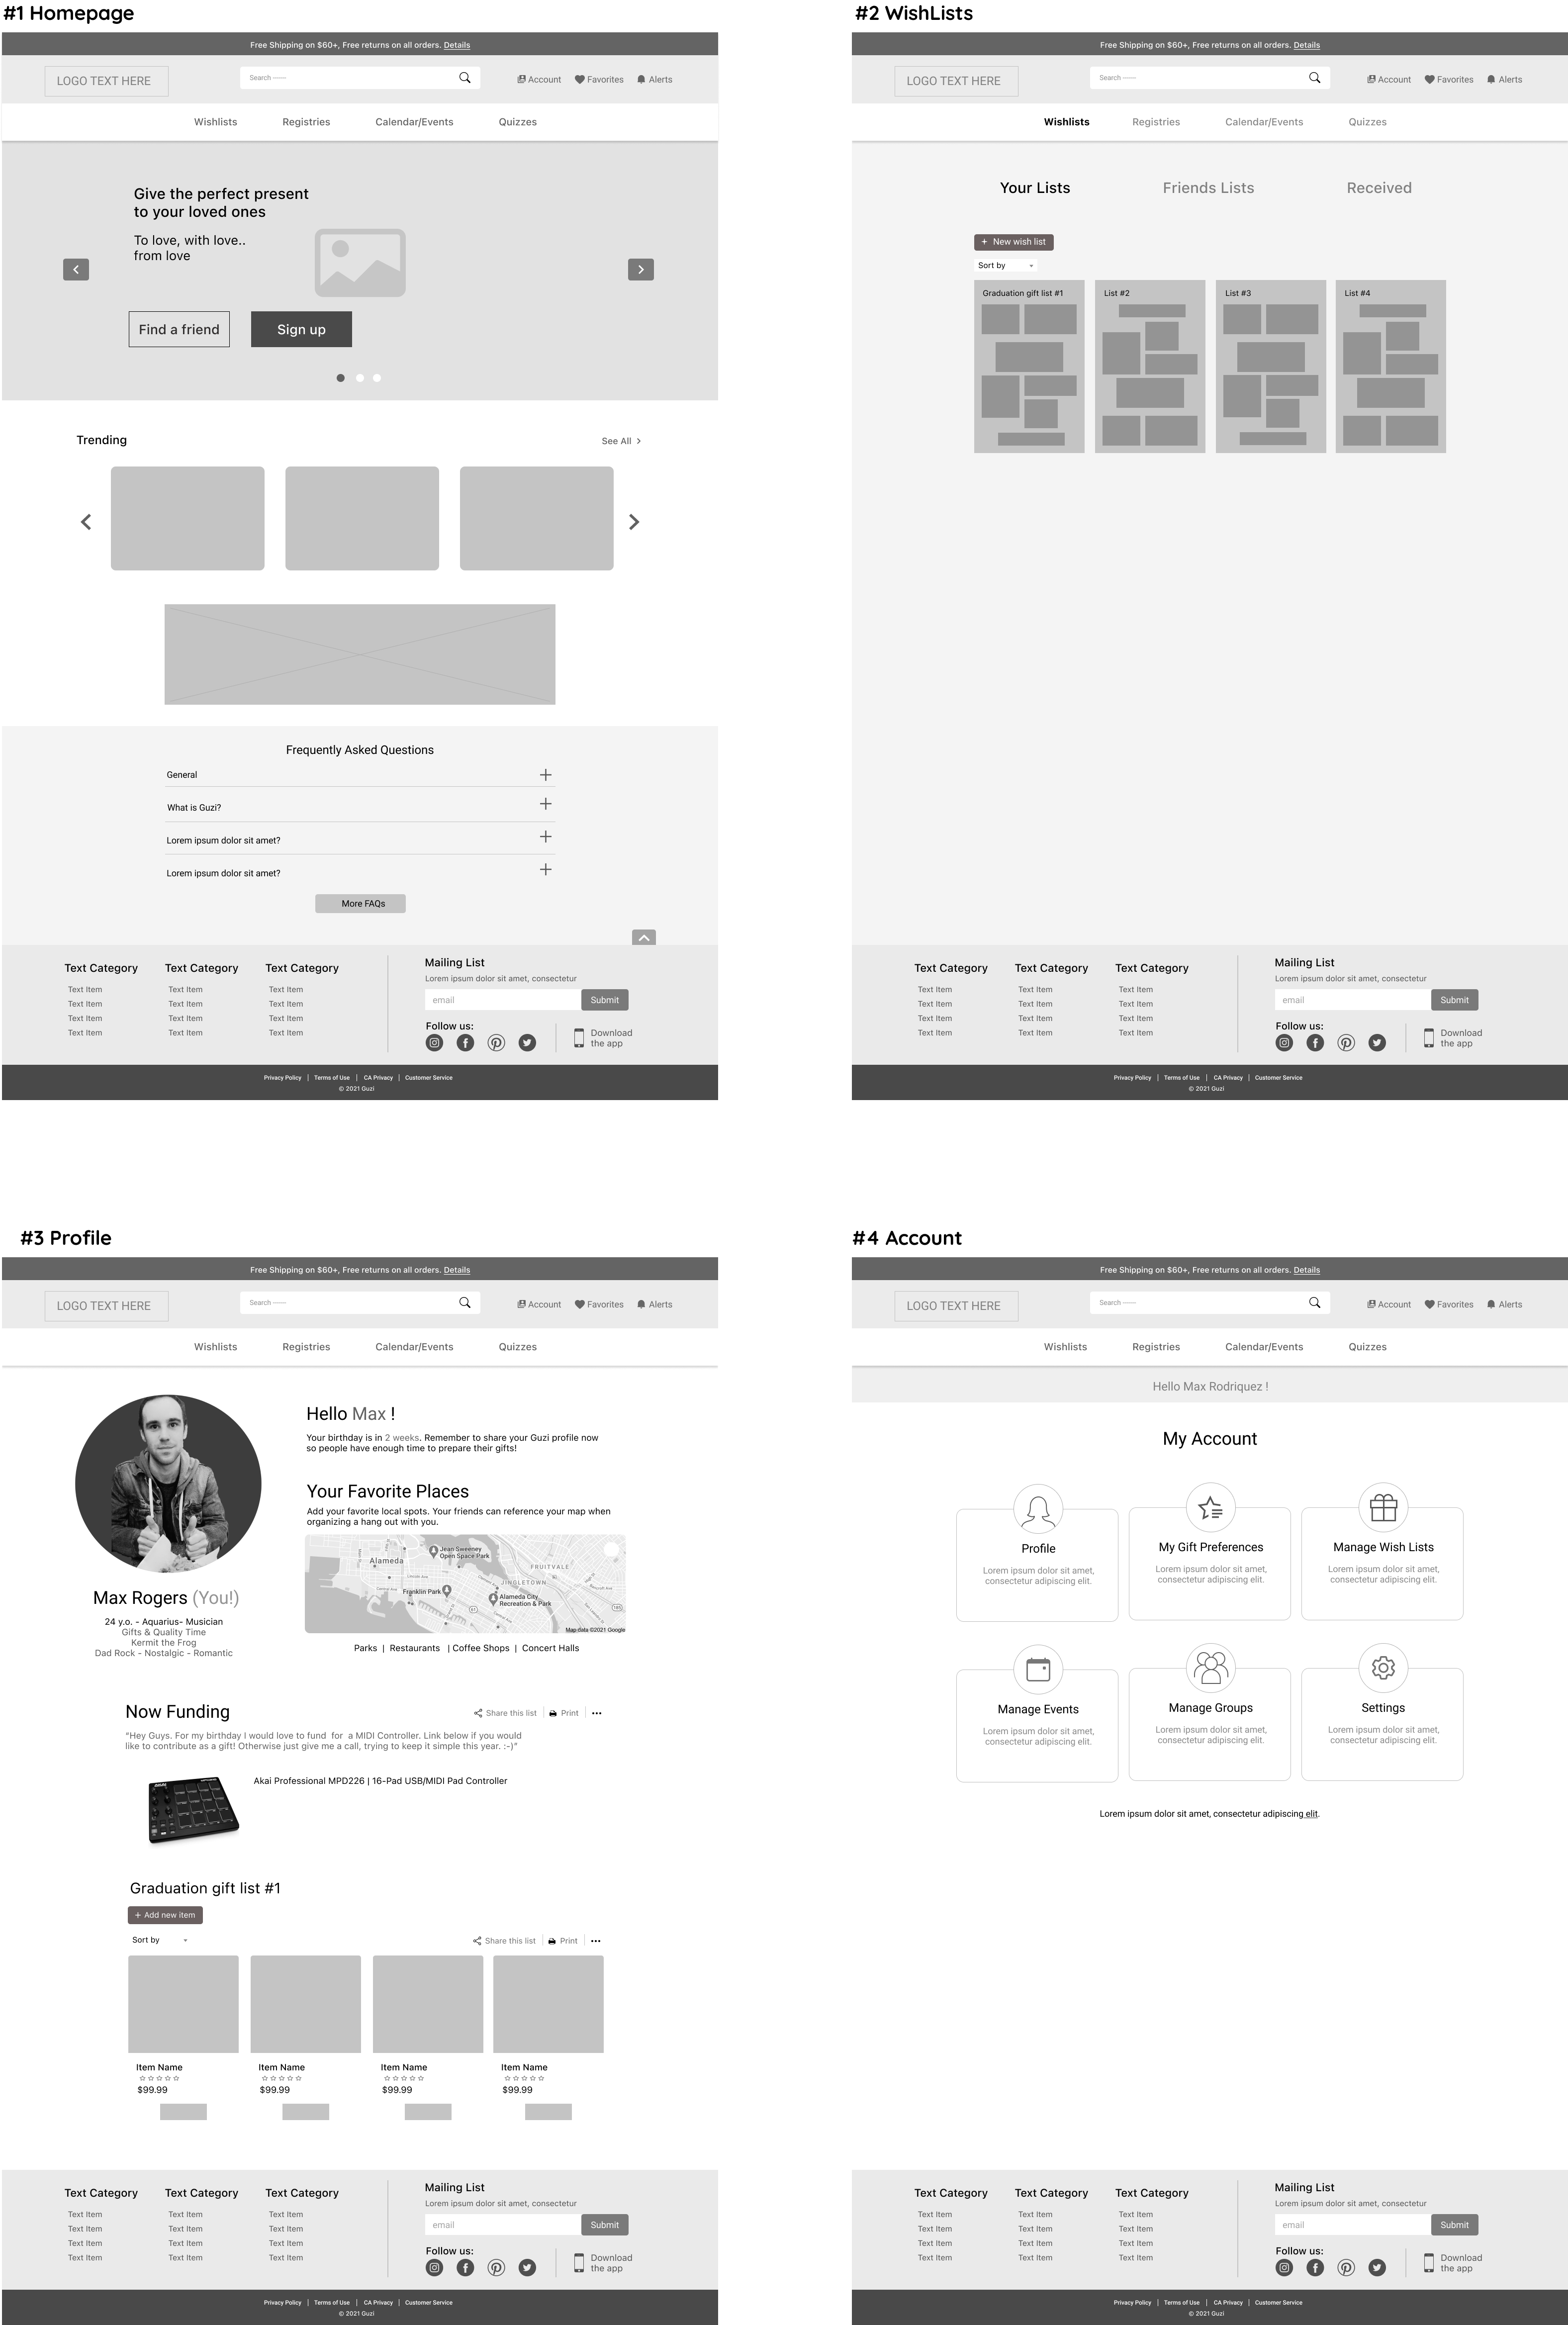 #1 Homepage
Free Shipping on $60+, Free returns on all orders. Details
LOGO TEXT HERE
Search -----
Account
Favorites
Alerts
Wishlists
Registries
Calendar/Events
Quizzes
Give the perfect present
to your loved ones
To love, with love..
from love
Find a friend
Sign up
Trending
See All
Frequently Asked Questions
General
What is Guzi?
Lorem ipsum dolor sit amet?
Lorem ipsum dolor sit amet?
More FAQs
Text Category
Text Item
Text Item
Text Item
Text Item
Text Category
Text Item
Text Item
Text Item
Text Item
Text Category
Text Item
Text Item
Text Item
Text Item
Mailing List
Lorem ipsum dolor sit amet, consectetur
email
Submit
Follow us:
Download
the app
Privacy Policy | Terms of Use | CA Privacy | Customer Service
© 2021 Guzi
#2 WishLists
Free Shipping on $60+, Free returns on all orders. Details
LOGO TEXT HERE
Search -----
Account
Favorites
Alerts
Wishlists
Registries
Calendar/Events
Quizzes
Your Lists
Friends Lists
Received
+ New wish list
Sort by
Graduation gift list #1
List #2
List #3
List #4
Text Category
Text Item
Text Item
Text Item
Text Item
Text Category
Text Item
Text Item
Text Item
Text Item
Text Category
Text Item
Text Item
Text Item
Text Item
Mailing List
Lorem ipsum dolor sit amet, consectetur
email
Submit
Follow us:
Download
the app
Privacy Policy | Terms of Use | CA Privacy | Customer Service
© 2021 Guzi
#3 Profile
Free Shipping on $60+, Free returns on all orders. Details
LOGO TEXT HERE
Search -----
Account
Favorites
Alerts
Wishlists
Registries
Calendar/Events
Quizzes
Max Rogers (You!)
24 y.o. - Aquarius- Musician
Gifts & Quality Time
Kermit the Frog
Dad Rock - Nostalgic - Romantic
Hello Max !
Your birthday is in 2 weeks. Remember to share your Guzi profile now
so people have enough time to prepare their gifts!
Your Favorite Places
Add your favorite local spots. Your friends can reference your map when
organizing a hang out with you.
Alameda
Jean Sweeney
Open Space Park
FRUITVALE
JINGLETOWN
Franklin Park
Alameda City
Recreation & Park
Map data ©2021 Google
Parks | Restaurants | Coffee Shops | Concert Halls
Now Funding
Share this list
Print
“Hey Guys. For my birthday I would love to fund for a MIDI Controller. Link below if you would
like to contribute as a gift! Otherwise just give me a call, trying to keep it simple this year. :-)”
AKAI
Akai Professional MPD226 | 16-Pad USB/MIDI Pad Controller
Graduation gift list #1
+ Add new item
Sort by
Share this list
Print
Item Name
$99.99
Item Name
$99.99
Item Name
$99.99
Item Name
$99.99
Text Category
Text Item
Text Item
Text Item
Text Item
Text Category
Text Item
Text Item
Text Item
Text Item
Text Category
Text Item
Text Item
Text Item
Text Item
Mailing List
Lorem ipsum dolor sit amet, consectetur
email
Submit
Follow us:
Download
the app
Privacy Policy | Terms of Use | CA Privacy | Customer Service
© 2021 Guzi
#4 Account
Free Shipping on $60+, Free returns on all orders. Details
LOGO TEXT HERE
Search -----
Account
Favorites
Alerts
Wishlists
Registries
Calendar/Events
Quizzes
Hello Max Rodriquez !
My Account
Profile
Lorem ipsum dolor sit amet,
consectetur adipiscing elit.
My Gift Preferences
Lorem ipsum dolor sit amet,
consectetur adipiscing elit.
Manage Wish Lists
Lorem ipsum dolor sit amet,
consectetur adipiscing elit.
Manage Events
Lorem ipsum dolor sit amet,
consectetur adipiscing elit.
Manage Groups
Lorem ipsum dolor sit amet,
consectetur adipiscing elit.
Settings
Lorem ipsum dolor sit amet,
consectetur adipiscing elit.
Lorem ipsum dolor sit amet, consectetur adipiscing elit.
Text Category
Text Item
Text Item
Text Item
Text Item
Text Category
Text Item
Text Item
Text Item
Text Item
Text Category
Text Item
Text Item
Text Item
Text Item
Mailing List
Lorem ipsum dolor sit amet, consectetur
email
Submit
Follow us:
Download
the app
Privacy Policy | Terms of Use | CA Privacy | Customer Service
© 2021 Guzi